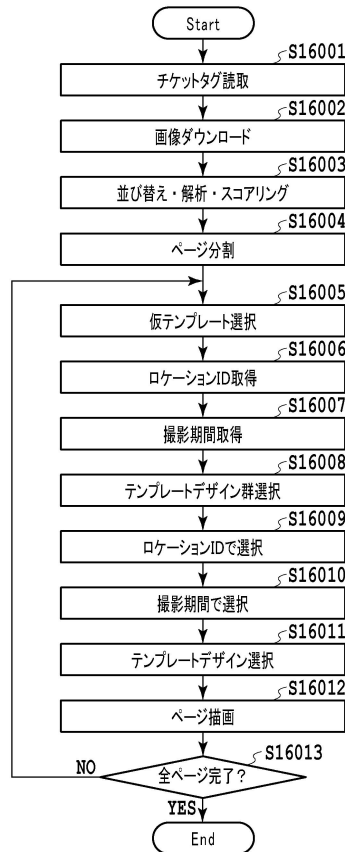 Start
S16001
チケットタグ読取
S16002
画像ダウンロード
S16003
並び替え・解析・スコアリング
S16004
ページ分割
S16005
仮テンプレート選択
S16006
ロケーションID取得
S16007
撮影期間取得
S16008
テンプレートデザイン群選択
S16009
ロケーションIDで選択
S16010
撮影期間で選択
S16011
テンプレートデザイン選択
S16012
ページ描画
S16013
全ページ完了？
NO
YES
End